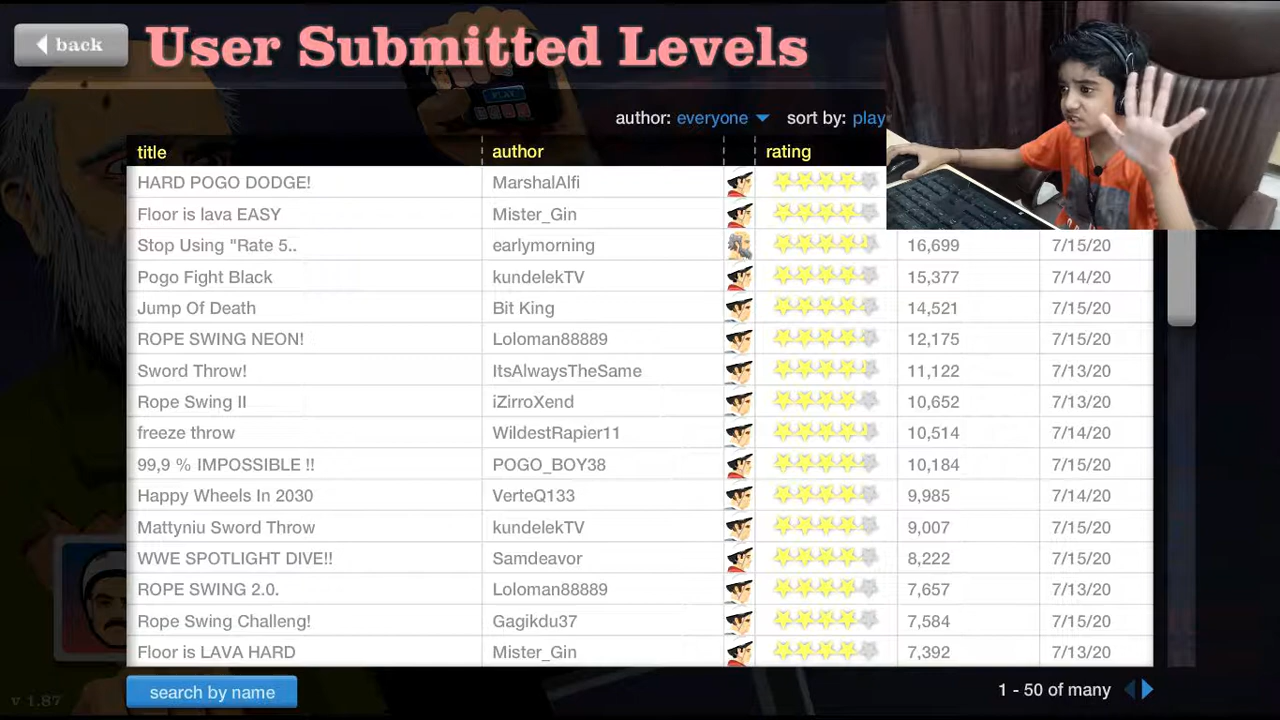 back
User Submitted Levels
author: everyone sort by: play
title author rating
HARD POGO DODGE! MarshalAlfi
Floor is lava EASY Mister_Gin
Stop Using "Rate 5.. earlymorning 16,699 7/15/20
Pogo Fight Black kundelekTV 15,377 7/14/20
Jump Of Death Bit King 14,521 7/15/20
ROPE SWING NEON! Loloman88889 12,175 7/15/20
Sword Throw! ItsAlwaysTheSame 11,122 7/13/20
Rope Swing II iZirroXend 10,652 7/13/20
freeze throw WildestRapier11 10,514 7/14/20
99,9 % IMPOSSIBLE !! POGO_BOY38 10,184 7/15/20
Happy Wheels In 2030 VerteQ133 9,985 7/14/20
Mattyniu Sword Throw kundelekTV 9,007 7/15/20
WWE SPOTLIGHT DIVE!! Samdeavor 8,222 7/15/20
ROPE SWING 2.0. Loloman88889 7,657 7/13/20
Rope Swing Challeng! Gagikdu37 7,584 7/15/20
Floor is LAVA HARD Mister_Gin 7,392 7/13/20
search by name 1 - 50 of many
v 1.87
PLAY